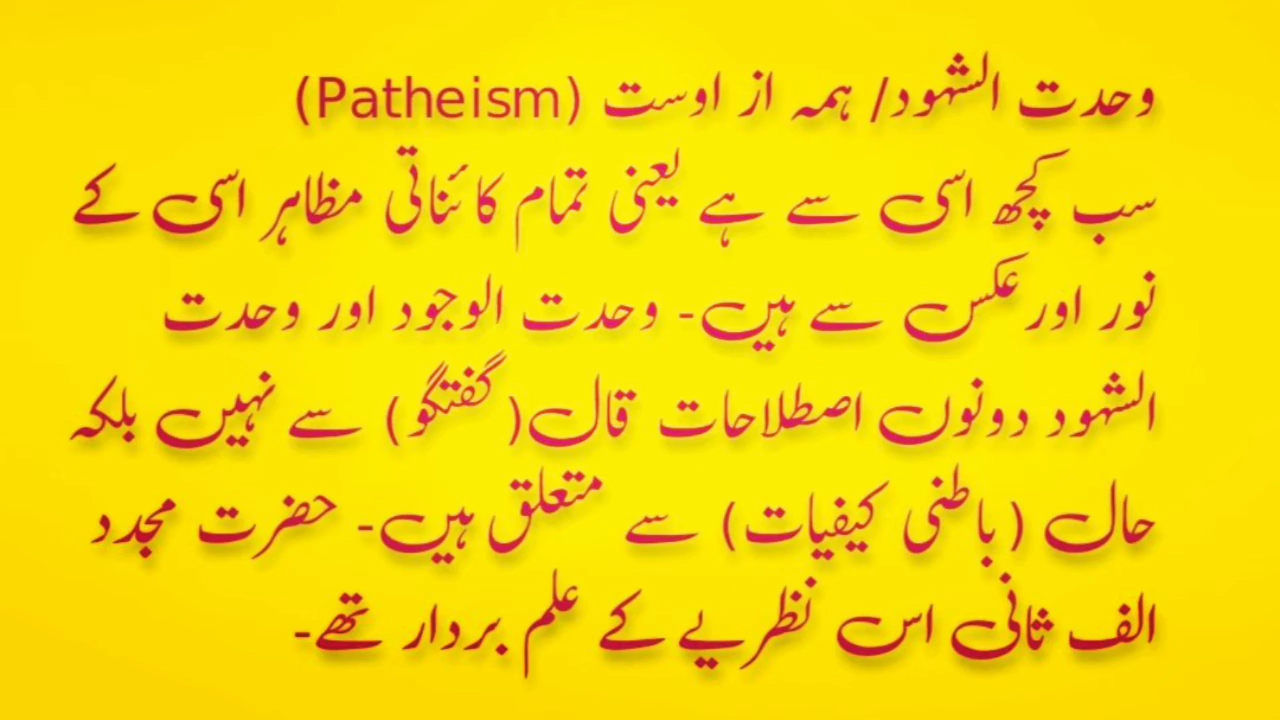 وحدت الشہود/ ہمہ از اوست (Patheism)
سب کچھ اسی سے ہے یعنی تمام کائناتی مظاہر اسی کے
نور اور عکس سے ہیں- وحدت الوجود اور وحدت
الشہود دونوں اصطلاحات قال( گفتگو) سے نہیں بلکہ
حال (باطنی کیفیات) سے متعلق ہیں- حضرت مجدد
الف ثانی اس نظریے کے علم بردار تھے-